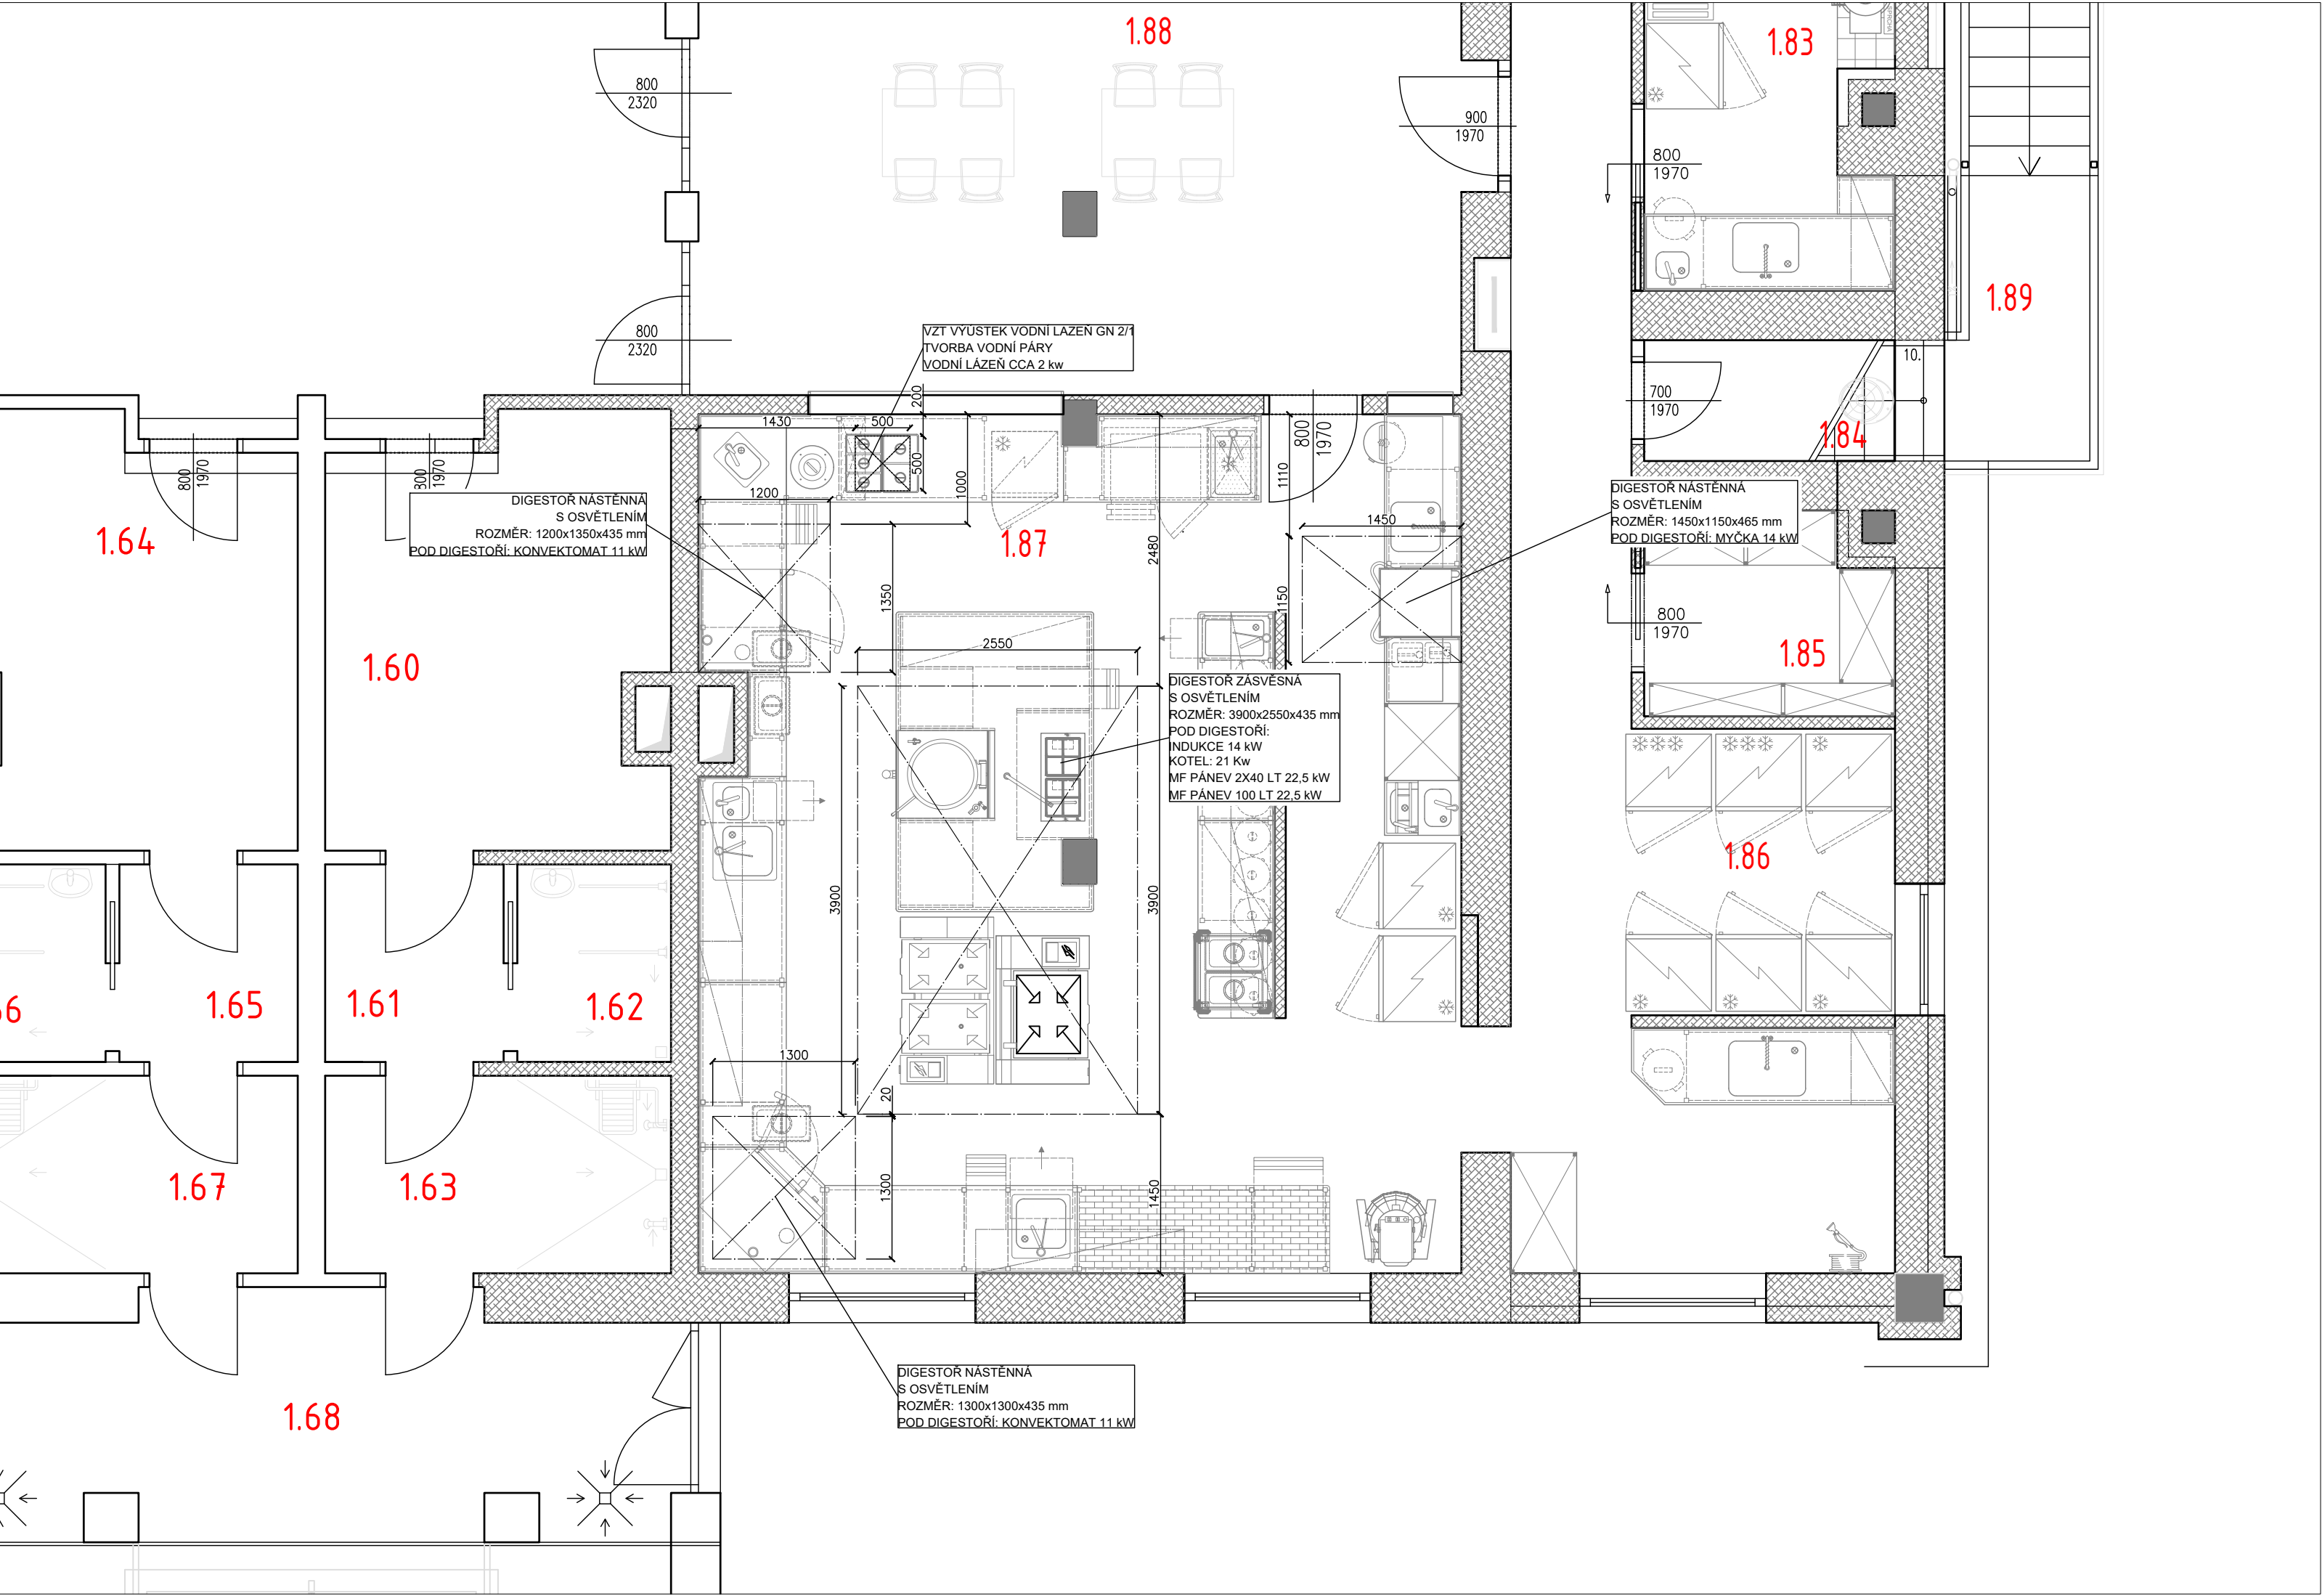 1.88
1.83
800
2320
900
1970
800
1970
1.89
800
2320
VZT VYÚSTEK VODNÍ LÁZEŇ GN 2/1
TVORBA VODNÍ PÁRY
VODNÍ LÁZEŇ CCA 2 kw
10.
700
1970
1.84
200
1430
500
500
1000
1200
800
1970
1110
800
1970
800
1970
DIGESTOŘ NÁSTĚNNÁ
S OSVĚTLENÍM
ROZMĚR: 1200x1350x435 mm
POD DIGESTOŘÍ: KONVEKTOMAT 11 kW
DIGESTOŘ NÁSTĚNNÁ
S OSVĚTLENÍM
ROZMĚR: 1450x1150x465 mm
POD DIGESTOŘÍ: MYČKA 14 kW
1.64
1.87
1450
2480
1350
1150
800
1970
1.60
1.85
2550
DIGESTOŘ ZÁSVĚSNÁ
S OSVĚTLENÍM
ROZMĚR: 3900x2550x435 mm
POD DIGESTOŘÍ:
INDUKCE 14 kW
KOTEL: 21 Kw
MF PÁNEV 2X40 LT 22,5 kW
MF PÁNEV 100 LT 22,5 kW
1.86
3900
3900
1.65
1.61
1.62
1300
20
1.67
1.63
1300
1450
DIGESTOŘ NÁSTĚNNÁ
S OSVĚTLENÍM
ROZMĚR: 1300x1300x435 mm
POD DIGESTOŘÍ: KONVEKTOMAT 11 kW
1.68